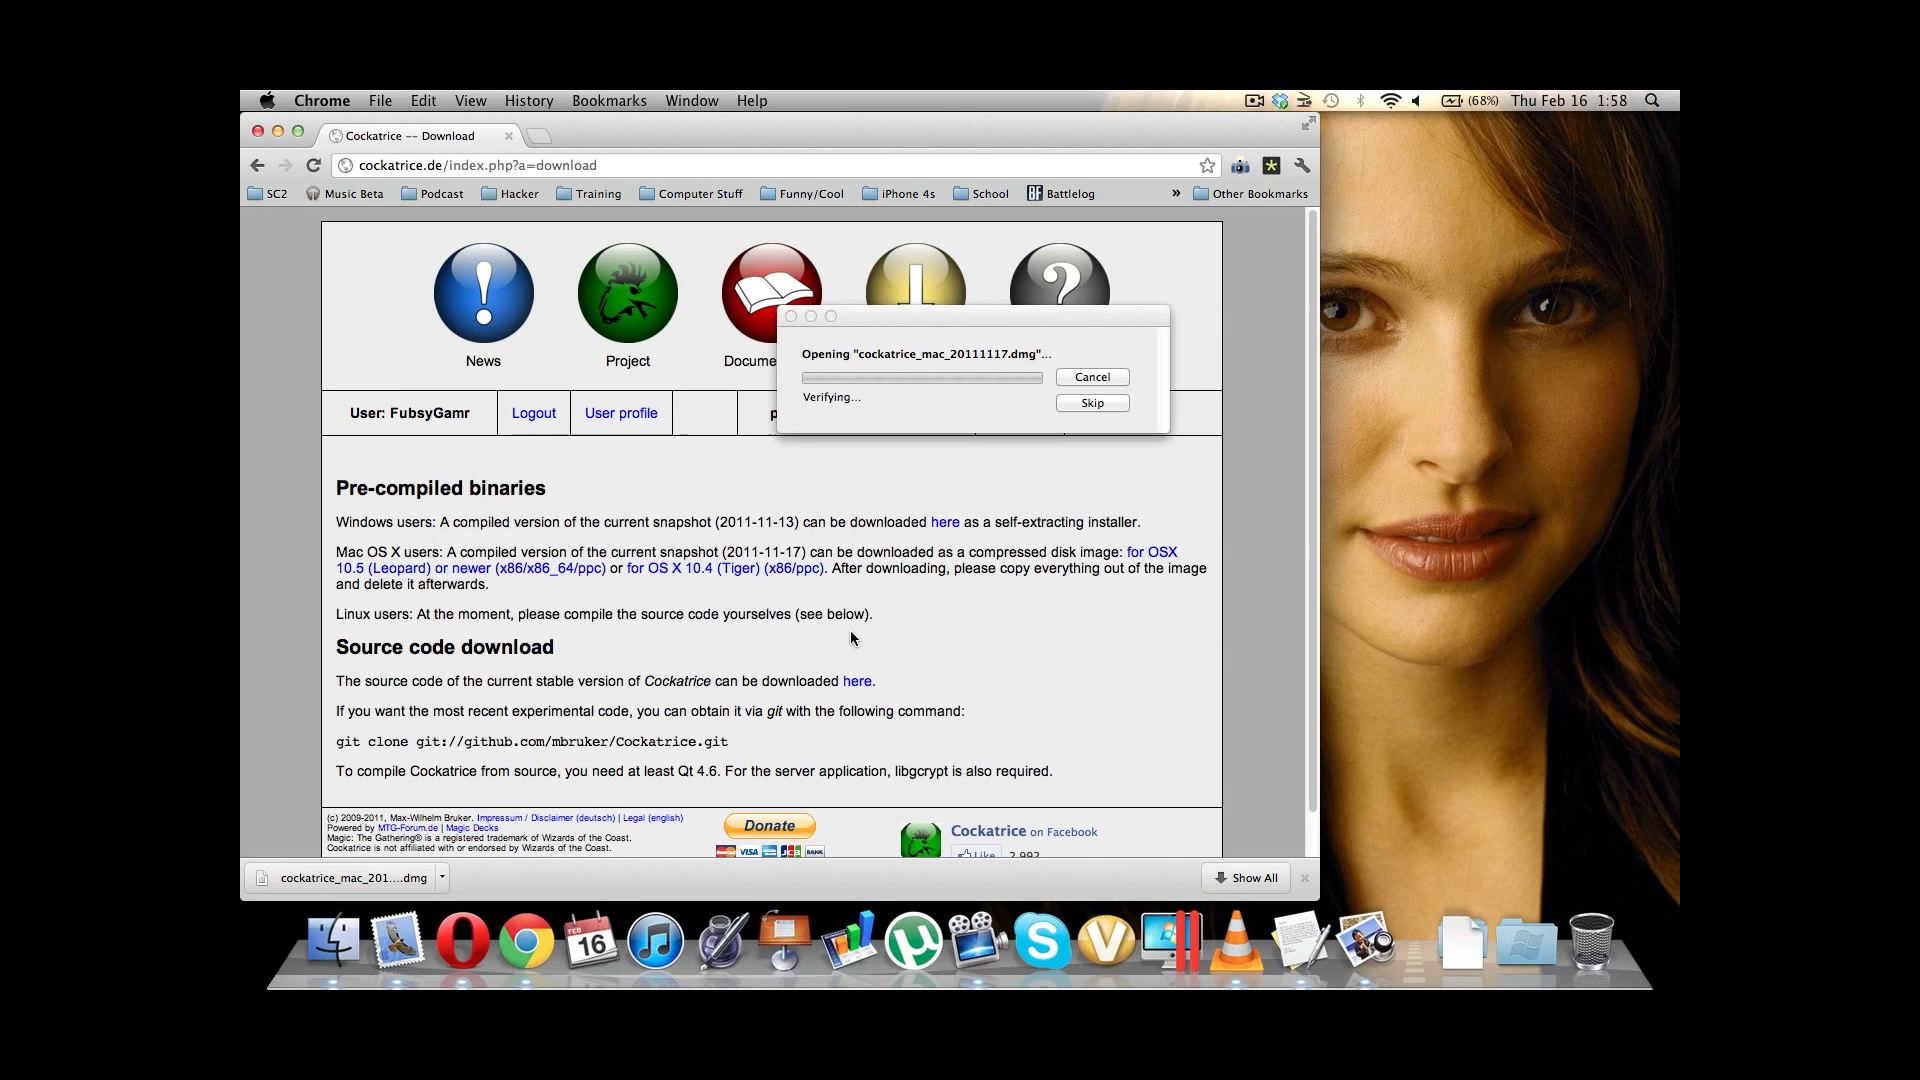 Chrome File Edit View History Bookmarks Window Help (68%) Thu Feb 16 1:58
Cockatrice -- Download
cockatrice.de/index.php?a=download
SC2 Music Beta Podcast Hacker Training Computer Stuff Funny/Cool iPhone 4s School BF Battlelog » Other Bookmarks
! ?
News Project Docume
Opening "cockatrice_mac_20111117.dmg"...
Cancel
Verifying...
Skip
User: FubsyGamr Logout User profile p
Pre-compiled binaries
Windows users: A compiled version of the current snapshot (2011-11-13) can be downloaded here as a self-extracting installer.
Mac OS X users: A compiled version of the current snapshot (2011-11-17) can be downloaded as a compressed disk image: for OSX
10.5 (Leopard) or newer (x86/x86_64/ppc) or for OS X 10.4 (Tiger) (x86/ppc). After downloading, please copy everything out of the image
and delete it afterwards.
Linux users: At the moment, please compile the source code yourselves (see below).
Source code download
The source code of the current stable version of Cockatrice can be downloaded here.
If you want the most recent experimental code, you can obtain it via git with the following command:
git clone git://github.com/mbruker/Cockatrice.git
To compile Cockatrice from source, you need at least Qt 4.6. For the server application, libgcrypt is also required.
(c) 2009-2011, Max-Wilhelm Bruker. Impressum / Disclaimer (deutsch) | Legal (english)
Powered by MTG-Forum.de | Magic Decks
Magic: The Gathering® is a registered trademark of Wizards of the Coast.
Cockatrice is not affiliated with or endorsed by Wizards of the Coast.
Donate
VISA BANK
Cockatrice on Facebook
Like 2,992
cockatrice_mac_201....dmg Show All
FEB
16
µ S V